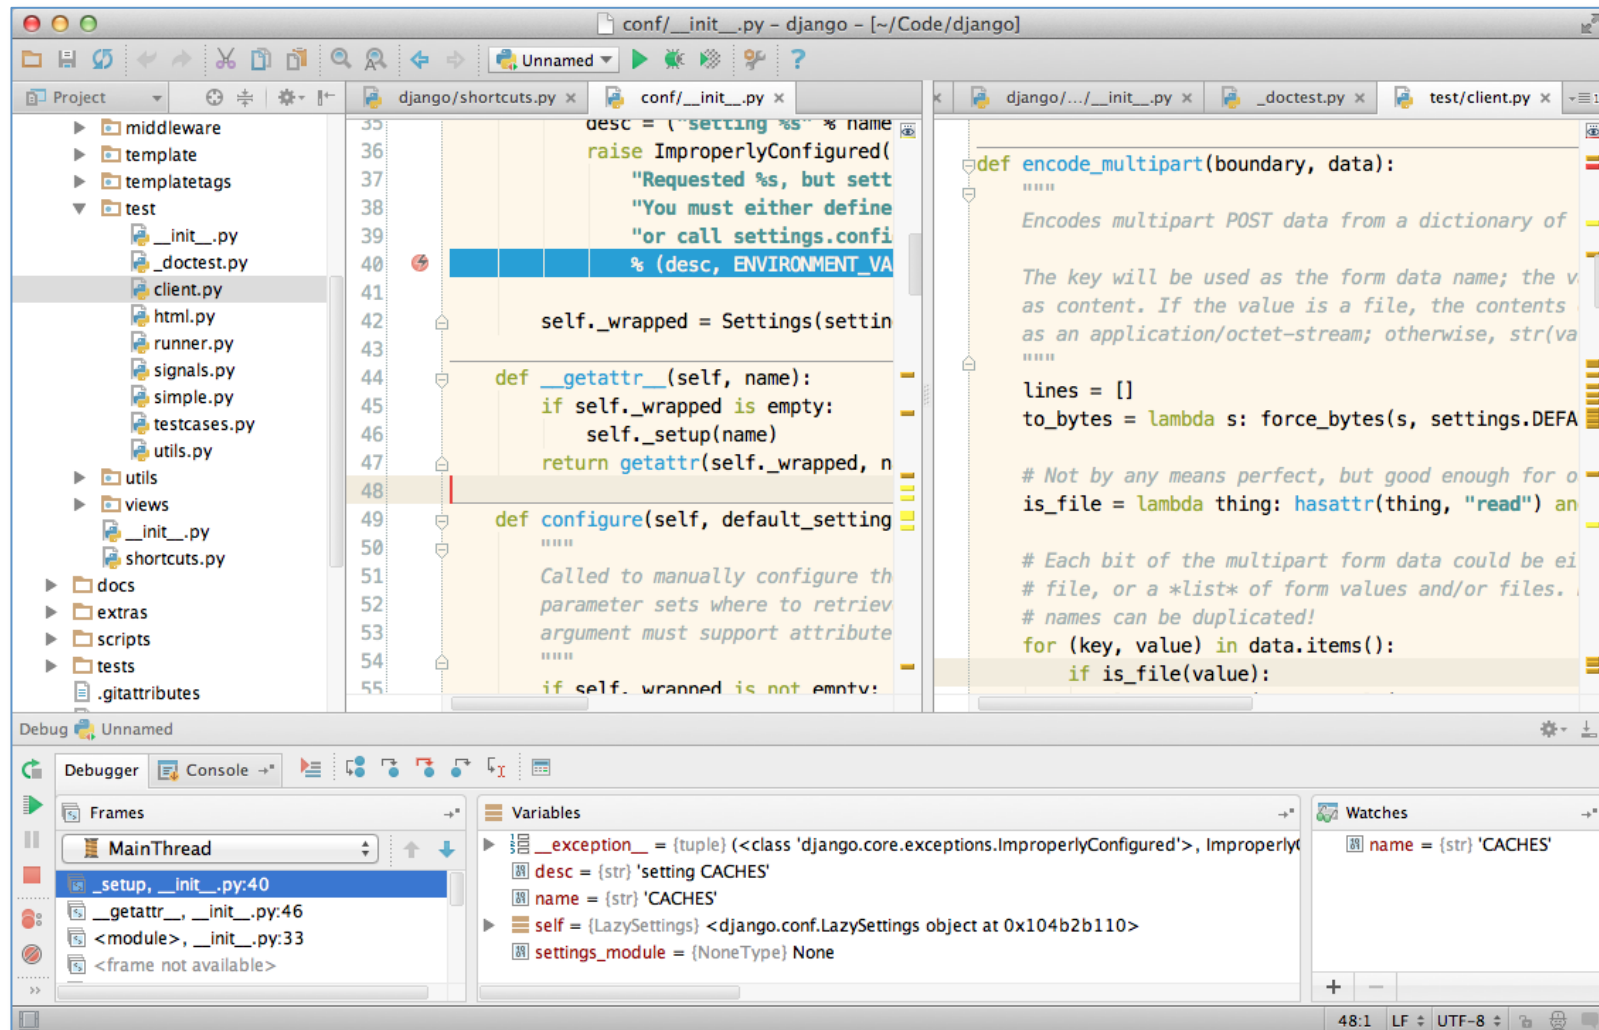 conf/__init__.py – django – [~/Code/django]
Unnamed
Project
django/shortcuts.py
conf/__init__.py
django/.../__init__.py
_doctest.py
test/client.py
middleware
template
templatetags
test
__init__.py
_doctest.py
client.py
html.py
runner.py
signals.py
simple.py
testcases.py
utils.py
utils
views
__init__.py
shortcuts.py
docs
extras
scripts
tests
.gitattributes
35 desc = ("setting %s" % name
36 raise ImproperlyConfigured(
37 "Requested %s, but sett
38 "You must either define
39 "or call settings.confi
40 % (desc, ENVIRONMENT_VA
41
42 self._wrapped = Settings(settin
43
44 def __getattr__(self, name):
45 if self._wrapped is empty:
46 self._setup(name)
47 return getattr(self._wrapped, n
48
49 def configure(self, default_setting
50 """
51 Called to manually configure th
52 parameter sets where to retriev
53 argument must support attribute
54 """
55 if self._wrapped is not empty:
def encode_multipart(boundary, data):
"""
Encodes multipart POST data from a dictionary of
The key will be used as the form data name; the v
as content. If the value is a file, the contents
as an application/octet-stream; otherwise, str(va
"""
lines = []
to_bytes = lambda s: force_bytes(s, settings.DEFA
# Not by any means perfect, but good enough for o
is_file = lambda thing: hasattr(thing, "read") an
# Each bit of the multipart form data could be ei
# file, or a *list* of form values and/or files.
# names can be duplicated!
for (key, value) in data.items():
if is_file(value):
Debug Unnamed
Debugger
Console
Frames
MainThread
_setup, __init__.py:40
__getattr__, __init__.py:46
<module>, __init__.py:33
<frame not available>
Variables
__exception__ = {tuple} (<class 'django.core.exceptions.ImproperlyConfigured'>, Improperly
desc = {str} 'setting CACHES'
name = {str} 'CACHES'
self = {LazySettings} <django.conf.LazySettings object at 0x104b2b110>
settings_module = {NoneType} None
Watches
name = {str} 'CACHES'
48:1 LF UTF-8